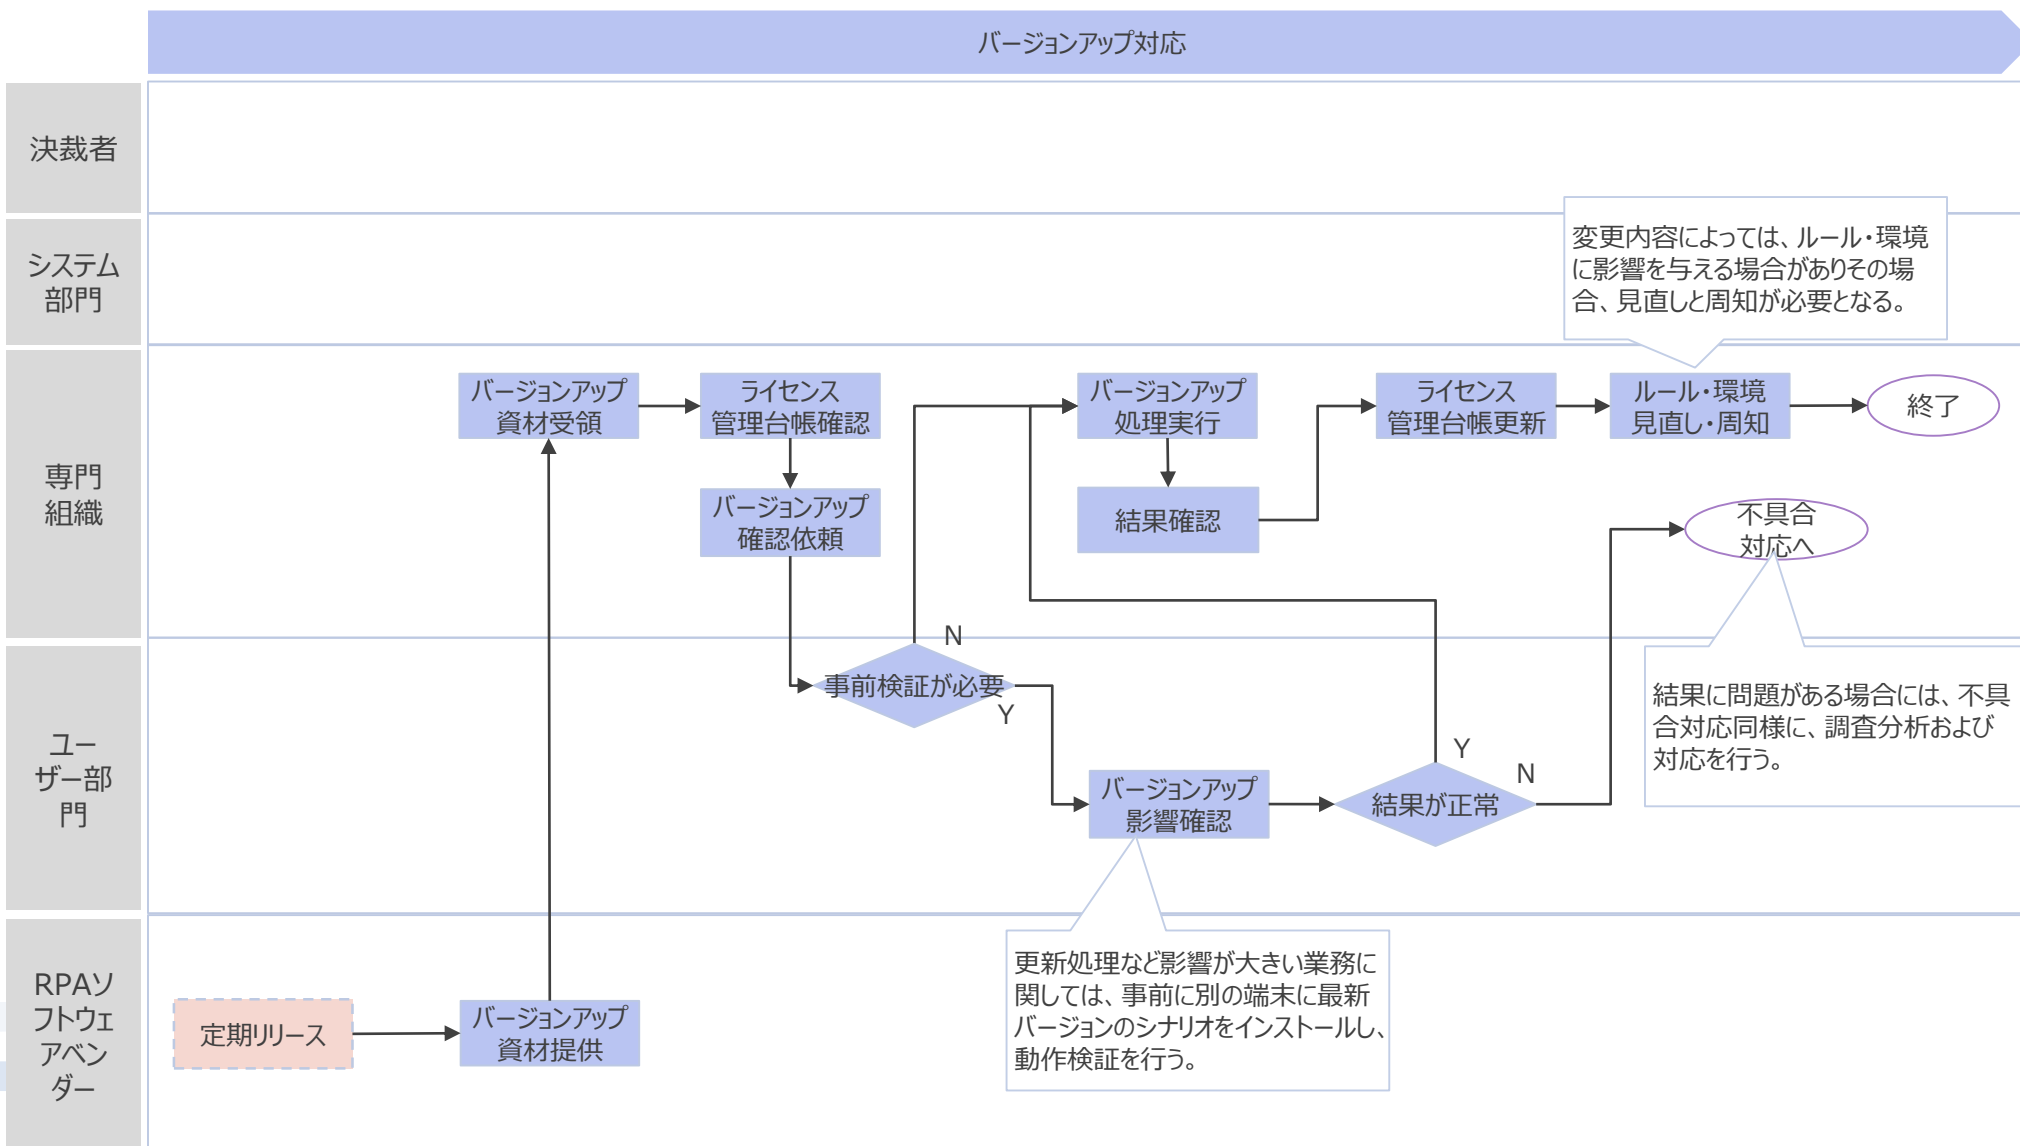 バージョンアップ対応
決裁者
システム
部門
変更内容によっては、ルール・環境
に影響を与える場合がありその場
合、見直しと周知が必要となる。
専門
組織
バージョンアップ
資材受領
ライセンス
管理台帳確認
バージョンアップ
処理実行
ライセンス
管理台帳更新
ルール・環境
見直し・周知
終了
バージョンアップ
確認依頼
結果確認
不具合
対応へ
ユー
ザー部
門
N
事前検証が必要
Y
バージョンアップ
影響確認
Y
結果が正常
N
結果に問題がある場合には、不具
合対応同様に、調査分析および
対応を行う。
RPAソ
フトウェ
アベン
ダー
定期リリース
バージョンアップ
資材提供
更新処理など影響が大きい業務に
関しては、事前に別の端末に最新
バージョンのシナリオをインストールし、
動作検証を行う。